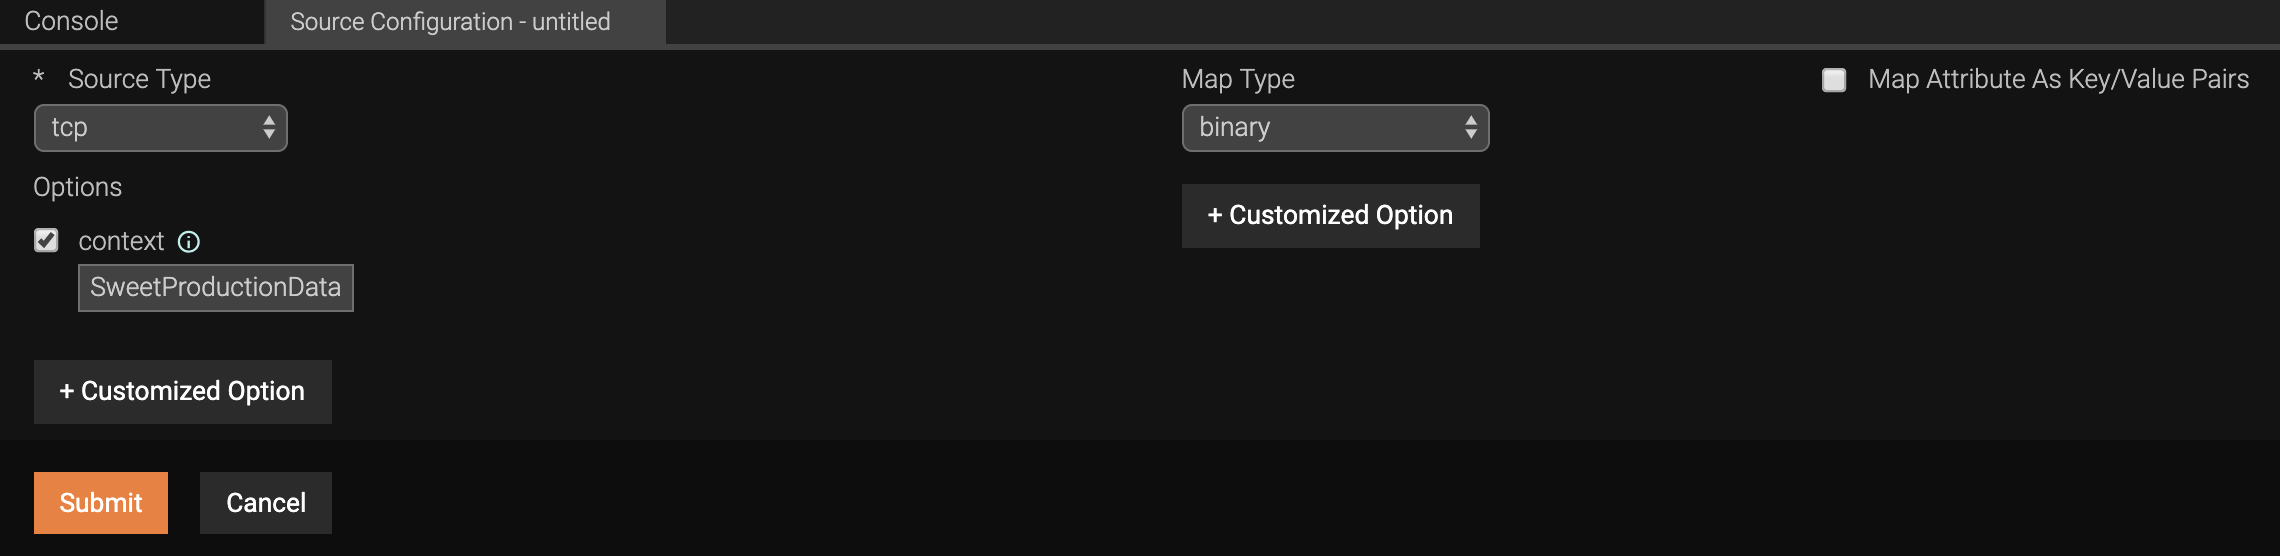 Console
Source Configuration - untitled
* Source Type
Map Type
Map Attribute As Key/Value Pairs
tcp
binary
Options
+ Customized Option
context
SweetProductionData
+ Customized Option
Submit
Cancel